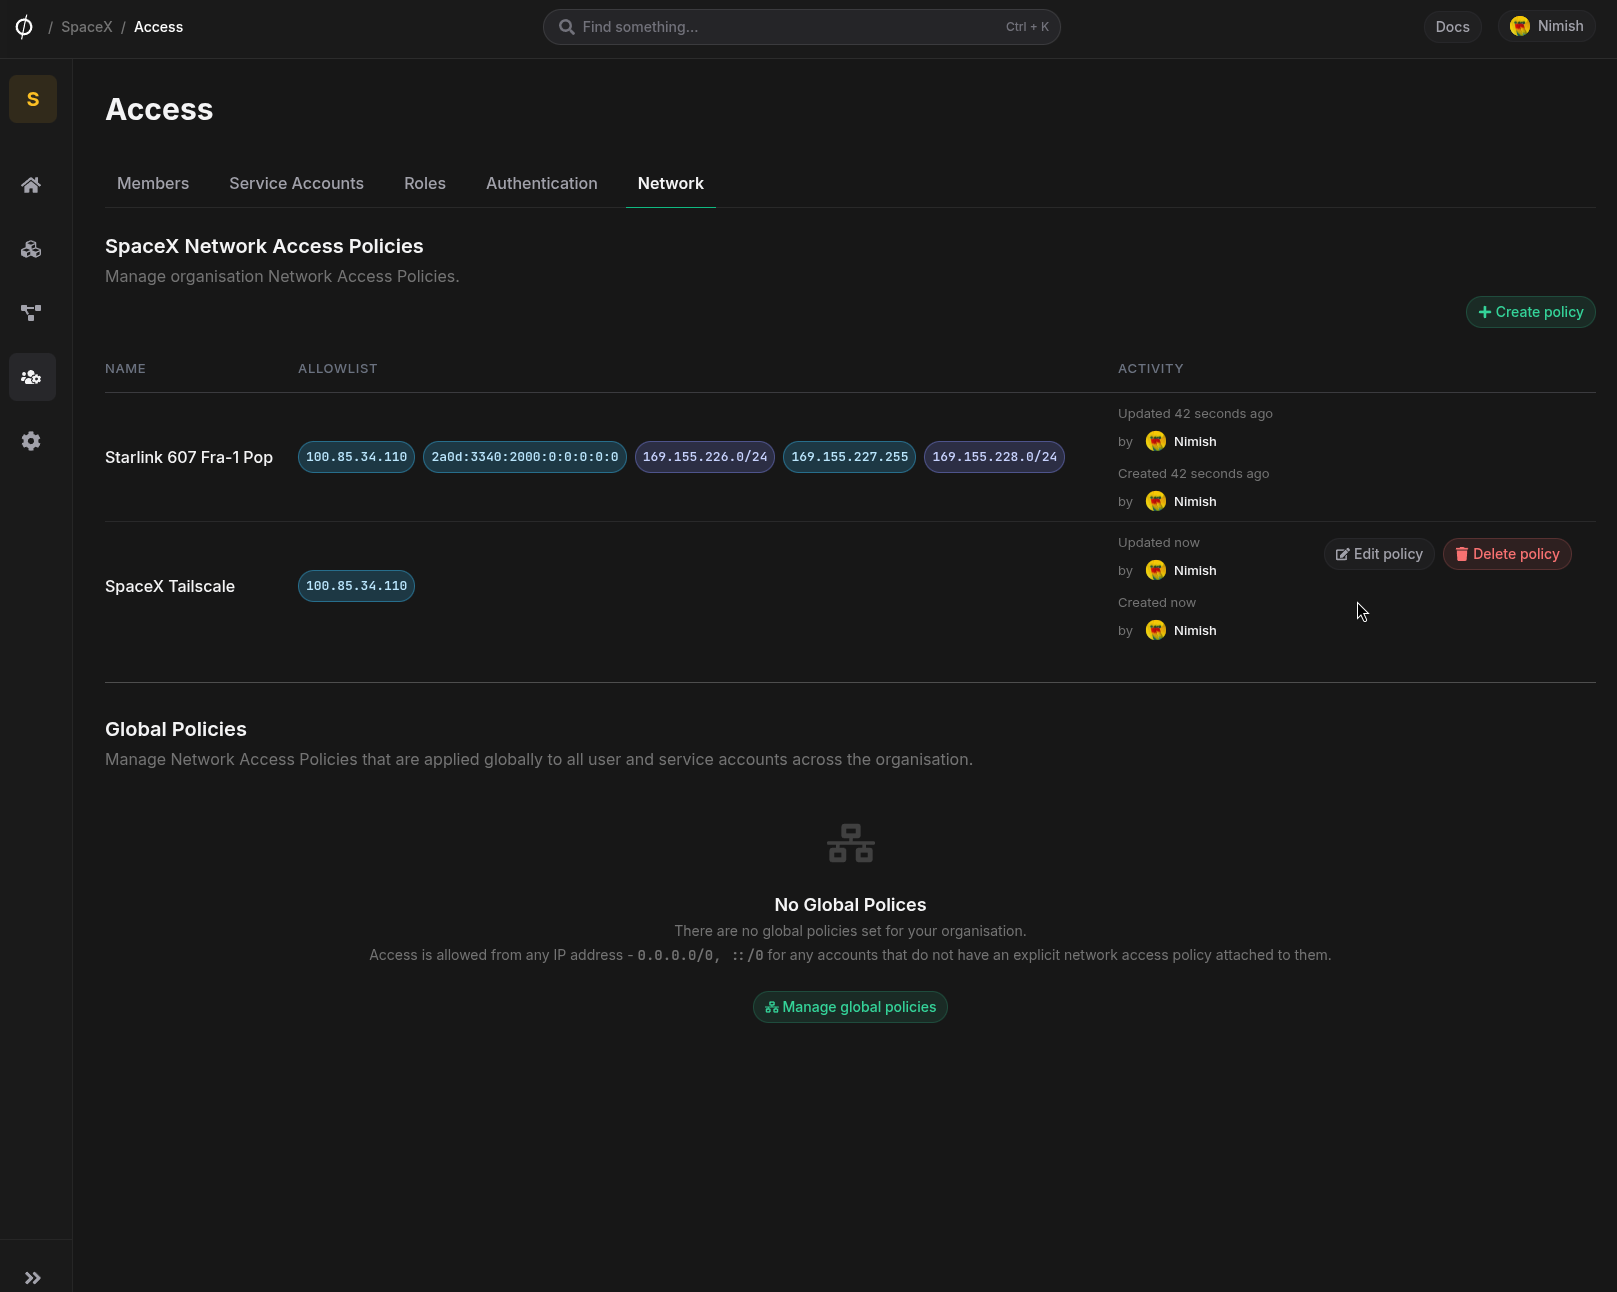 / SpaceX / Access
Find something... Ctrl + K
Docs
Nimish
S
Access
Members Service Accounts Roles Authentication Network
SpaceX Network Access Policies
Manage organisation Network Access Policies.
Create policy
NAME ALLOWLIST ACTIVITY
Starlink 607 Fra-1 Pop
100.85.34.110 2a0d:3340:2000:0:0:0:0:0 169.155.226.0/24 169.155.227.255 169.155.228.0/24
Updated 42 seconds ago
by Nimish
Created 42 seconds ago
by Nimish
SpaceX Tailscale
100.85.34.110
Updated now
by Nimish
Created now
by Nimish
Edit policy Delete policy
Global Policies
Manage Network Access Policies that are applied globally to all user and service accounts across the organisation.
No Global Polices
There are no global policies set for your organisation.
Access is allowed from any IP address - 0.0.0.0/0, ::/0 for any accounts that do not have an explicit network access policy attached to them.
Manage global policies